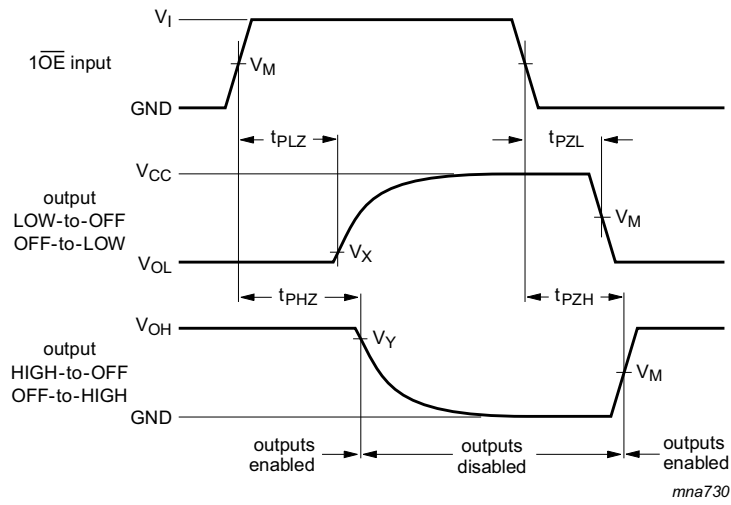 V_I
1O̅E̅ input
V_M
GND
t_PLZ
t_PZL
V_CC
output
LOW-to-OFF
OFF-to-LOW
V_M
V_X
V_OL
t_PHZ
t_PZH
V_OH
output
HIGH-to-OFF
OFF-to-HIGH
V_Y
V_M
GND
outputs
enabled
outputs
disabled
outputs
enabled
mna730